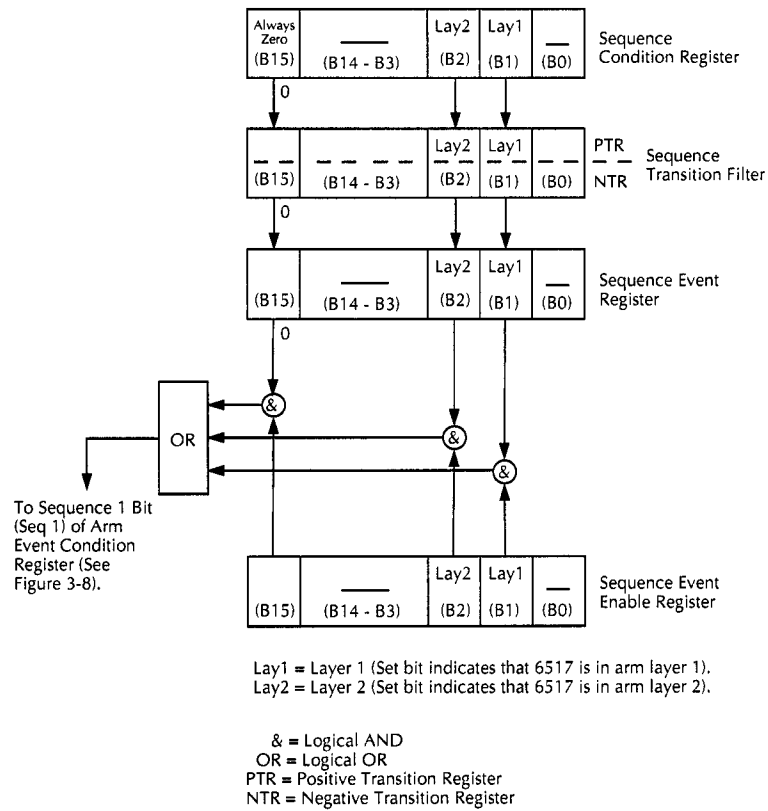 Always
Zero
(B15)
(B14 - B3)
Lay2
(B2)
Lay1
(B1)
(B0)
Sequence
Condition Register
0
(B15)
(B14 - B3)
Lay2
(B2)
Lay1
(B1)
(B0)
PTR
NTR
Sequence
Transition Filter
0
(B15)
(B14 - B3)
Lay2
(B2)
Lay1
(B1)
(B0)
Sequence Event
Register
0
&
&
&
OR
To Sequence 1 Bit
(Seq 1) of Arm
Event Condition
Register (See
Figure 3-8).
(B15)
(B14 - B3)
Lay2
(B2)
Lay1
(B1)
(B0)
Sequence Event
Enable Register
Lay1 = Layer 1 (Set bit indicates that 6517 is in arm layer 1).
Lay2 = Layer 2 (Set bit indicates that 6517 is in arm layer 2).
& = Logical AND
OR = Logical OR
PTR = Positive Transition Register
NTR = Negative Transition Register